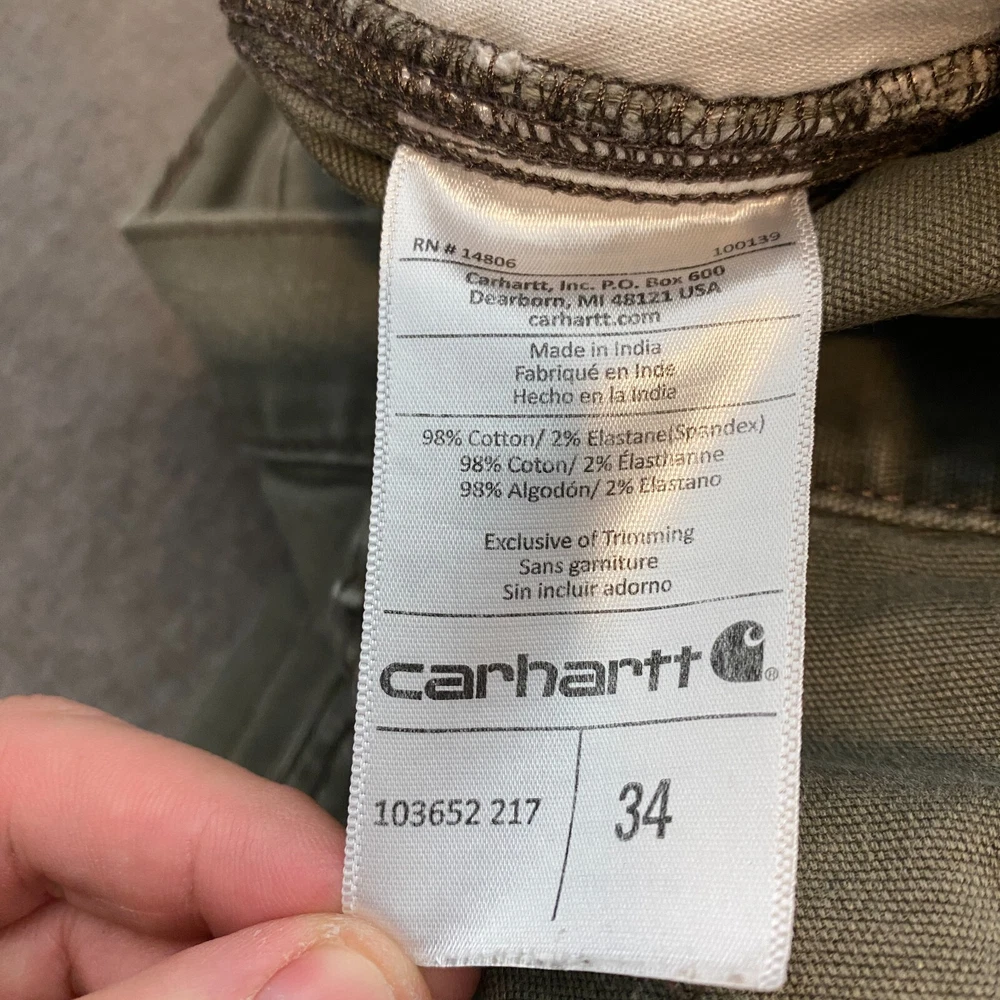 RN # 14806 100139
Carhartt, Inc. P.O. Box 600
Dearborn, MI 48121 USA
carhartt.com
Made in India
Fabriqué en Inde
Hecho en la India
98% Cotton/ 2% Elastane(Spandex)
98% Coton/ 2% Élasthanne
98% Algodón/ 2% Elastano
Exclusive of Trimming
Sans garniture
Sin incluir adorno
carhartt ®
103652 217 34